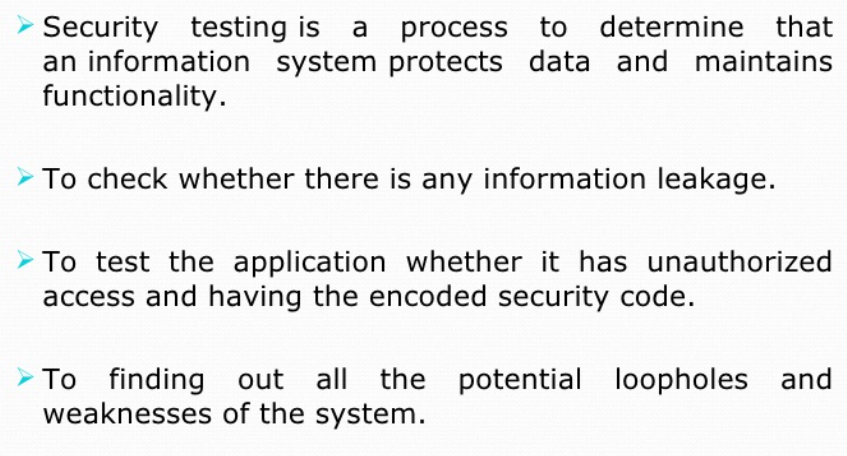 Security testing is a process to determine that
an information system protects data and maintains
functionality.
To check whether there is any information leakage.
To test the application whether it has unauthorized
access and having the encoded security code.
To finding out all the potential loopholes and
weaknesses of the system.